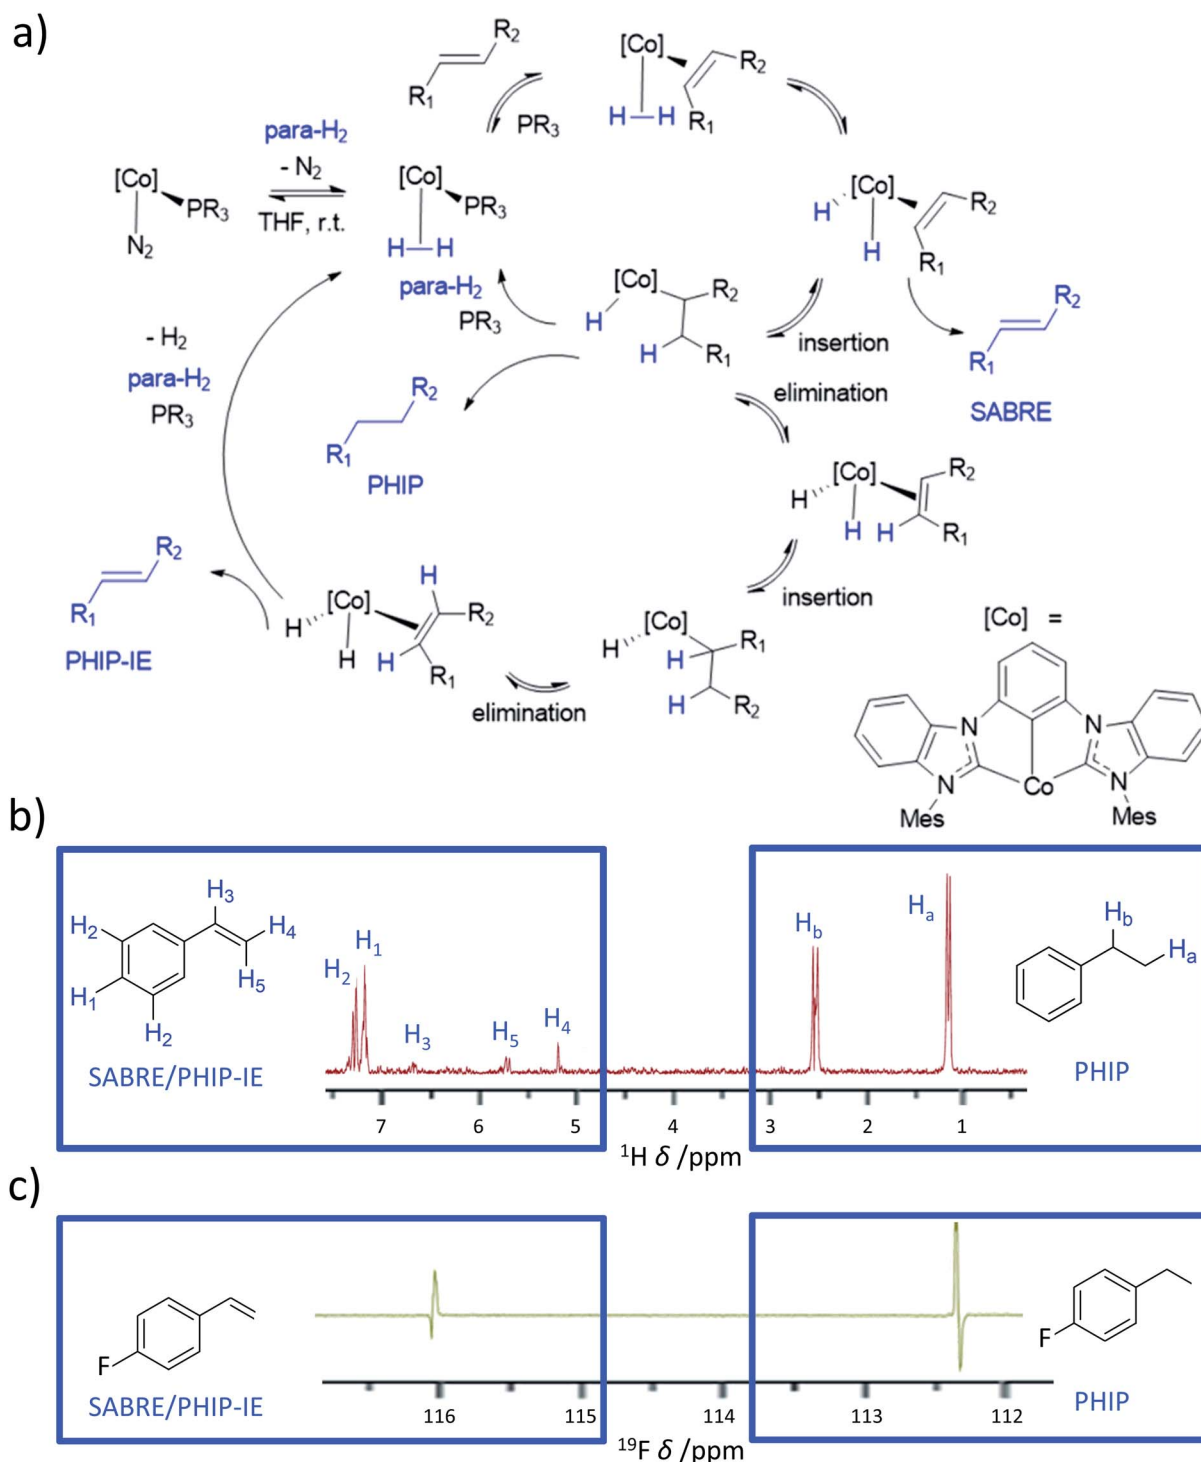 a)
R2
R1
[Co]
R2
H—H
R1
PR3
para-H2
- N2
THF, r.t.
[Co]
PR3
N2
[Co]
PR3
H—H
para-H2
PR3
[Co]
H
H
R2
R1
[Co]
R2
H
H
R1
insertion
elimination
R2
R1
SABRE
- H2
para-H2
PR3
R2
R1
PHIP
[Co]
R2
H
H
H
R1
insertion
R2
R1
PHIP-IE
H
[Co]
R2
H
H
H
R1
elimination
[Co]
H
R1
H
H
R2
[Co] =
N
N
N
N
Co
Mes
Mes
b)
H3
H2
H4
H5
H1
H2
SABRE/PHIP-IE
H2
H1
H3
H5
H4
Hb
Ha
Hb
Ha
PHIP
7 6 5 4 3 2 1
1H δ /ppm
c)
F
SABRE/PHIP-IE
F
PHIP
116 115 114 113 112
19F δ /ppm